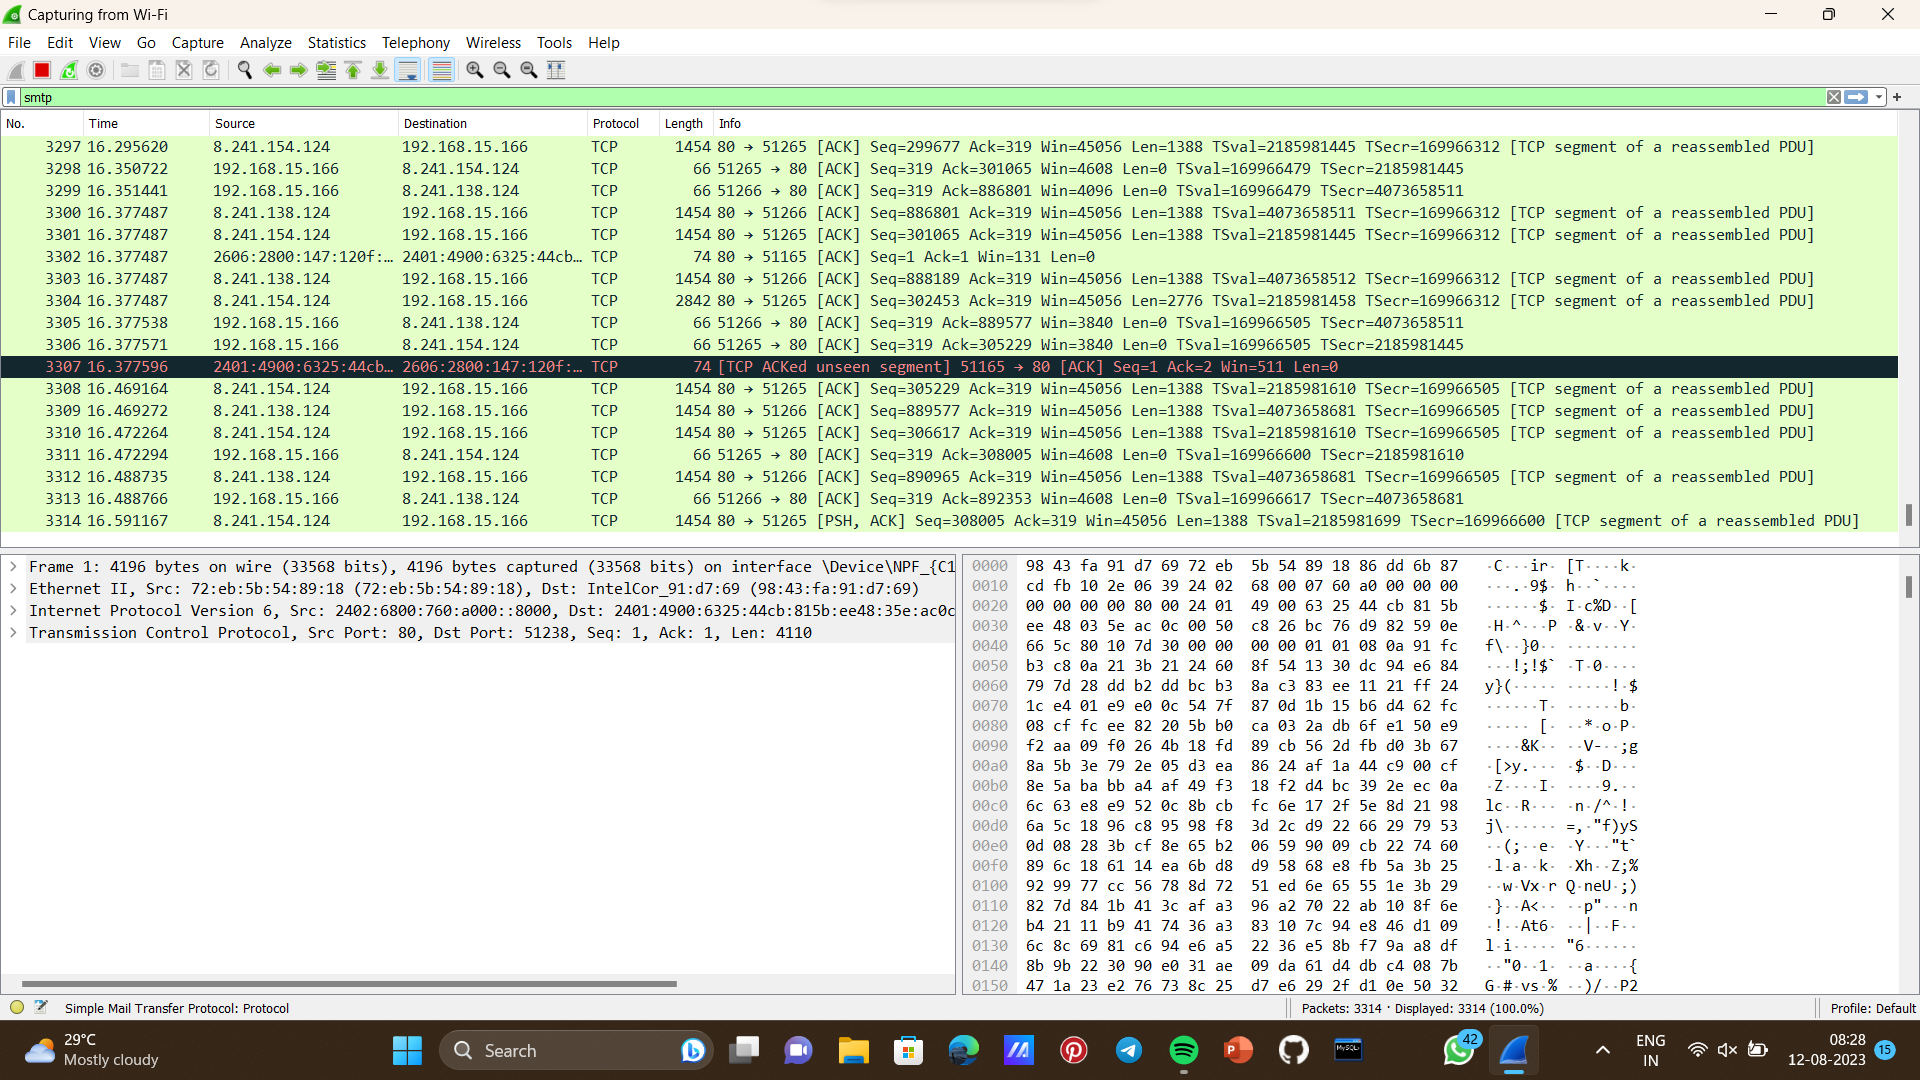 Capturing from Wi-Fi
File Edit View Go Capture Analyze Statistics Telephony Wireless Tools Help
smtp
No. Time Source Destination Protocol Length Info
3297 16.295620 8.241.154.124 192.168.15.166 TCP 1454 80 → 51265 [ACK] Seq=299677 Ack=319 Win=45056 Len=1388 TSval=2185981445 TSecr=169966312 [TCP segment of a reassembled PDU]
3298 16.350722 192.168.15.166 8.241.154.124 TCP 66 51265 → 80 [ACK] Seq=319 Ack=301065 Win=4608 Len=0 TSval=169966479 TSecr=2185981445
3299 16.351441 192.168.15.166 8.241.138.124 TCP 66 51266 → 80 [ACK] Seq=319 Ack=886801 Win=4096 Len=0 TSval=169966479 TSecr=4073658511
3300 16.377487 8.241.138.124 192.168.15.166 TCP 1454 80 → 51266 [ACK] Seq=886801 Ack=319 Win=45056 Len=1388 TSval=4073658511 TSecr=169966312 [TCP segment of a reassembled PDU]
3301 16.377487 8.241.154.124 192.168.15.166 TCP 1454 80 → 51265 [ACK] Seq=301065 Ack=319 Win=45056 Len=1388 TSval=2185981445 TSecr=169966312 [TCP segment of a reassembled PDU]
3302 16.377487 2606:2800:147:120f:… 2401:4900:6325:44cb… TCP 74 80 → 51165 [ACK] Seq=1 Ack=1 Win=131 Len=0
3303 16.377487 8.241.138.124 192.168.15.166 TCP 1454 80 → 51266 [ACK] Seq=888189 Ack=319 Win=45056 Len=1388 TSval=4073658512 TSecr=169966312 [TCP segment of a reassembled PDU]
3304 16.377487 8.241.154.124 192.168.15.166 TCP 2842 80 → 51265 [ACK] Seq=302453 Ack=319 Win=45056 Len=2776 TSval=2185981458 TSecr=169966312 [TCP segment of a reassembled PDU]
3305 16.377538 192.168.15.166 8.241.138.124 TCP 66 51266 → 80 [ACK] Seq=319 Ack=889577 Win=3840 Len=0 TSval=169966505 TSecr=4073658511
3306 16.377571 192.168.15.166 8.241.154.124 TCP 66 51265 → 80 [ACK] Seq=319 Ack=305229 Win=3840 Len=0 TSval=169966505 TSecr=2185981445
3307 16.377596 2401:4900:6325:44cb… 2606:2800:147:120f:… TCP 74 [TCP ACKed unseen segment] 51165 → 80 [ACK] Seq=1 Ack=2 Win=511 Len=0
3308 16.469164 8.241.154.124 192.168.15.166 TCP 1454 80 → 51265 [ACK] Seq=305229 Ack=319 Win=45056 Len=1388 TSval=2185981610 TSecr=169966505 [TCP segment of a reassembled PDU]
3309 16.469272 8.241.138.124 192.168.15.166 TCP 1454 80 → 51266 [ACK] Seq=889577 Ack=319 Win=45056 Len=1388 TSval=4073658681 TSecr=169966505 [TCP segment of a reassembled PDU]
3310 16.472264 8.241.154.124 192.168.15.166 TCP 1454 80 → 51265 [ACK] Seq=306617 Ack=319 Win=45056 Len=1388 TSval=2185981610 TSecr=169966505 [TCP segment of a reassembled PDU]
3311 16.472294 192.168.15.166 8.241.154.124 TCP 66 51265 → 80 [ACK] Seq=319 Ack=308005 Win=4608 Len=0 TSval=169966600 TSecr=2185981610
3312 16.488735 8.241.138.124 192.168.15.166 TCP 1454 80 → 51266 [ACK] Seq=890965 Ack=319 Win=45056 Len=1388 TSval=4073658681 TSecr=169966505 [TCP segment of a reassembled PDU]
3313 16.488766 192.168.15.166 8.241.138.124 TCP 66 51266 → 80 [ACK] Seq=319 Ack=892353 Win=4608 Len=0 TSval=169966617 TSecr=4073658681
3314 16.591167 8.241.154.124 192.168.15.166 TCP 1454 80 → 51265 [PSH, ACK] Seq=308005 Ack=319 Win=45056 Len=1388 TSval=2185981699 TSecr=169966600 [TCP segment of a reassembled PDU]
Frame 1: 4196 bytes on wire (33568 bits), 4196 bytes captured (33568 bits) on interface \Device\NPF_{C1
Ethernet II, Src: 72:eb:5b:54:89:18 (72:eb:5b:54:89:18), Dst: IntelCor_91:d7:69 (98:43:fa:91:d7:69)
Internet Protocol Version 6, Src: 2402:6800:760:a000::8000, Dst: 2401:4900:6325:44cb:815b:ee48:35e:ac0c
Transmission Control Protocol, Src Port: 80, Dst Port: 51238, Seq: 1, Ack: 1, Len: 4110
0000 98 43 fa 91 d7 69 72 eb 5b 54 89 18 86 dd 6b 87 ·C···ir· [T····k·
0010 cd fb 10 2e 06 39 24 02 68 00 07 60 a0 00 00 00 ···.·9$· h··`····
0020 00 00 00 00 80 00 24 01 49 00 63 25 44 cb 81 5b ······$· I·c%D··[
0030 ee 48 03 5e ac 0c 00 50 c8 26 bc 76 d9 82 59 0e ·H·^···P ·&·v··Y·
0040 66 5c 80 10 7d 30 00 00 00 00 01 01 08 0a 91 fc f\··}0·· ········
0050 b3 c8 0a 21 3b 21 24 60 8f 54 13 30 dc 94 e6 84 ···!;!$` ·T·0····
0060 79 7d 28 dd b2 dd bc b3 8a c3 83 ee 11 21 ff 24 y}(····· ·····!·$
0070 1c e4 01 e9 e0 0c 54 7f 87 0d 1b 15 b6 d4 62 fc ······T· ······b·
0080 08 cf fc ee 82 20 5b b0 ca 03 2a db 6f e1 50 e9 ····· [· ··*·o·P·
0090 f2 aa 09 f0 26 4b 18 fd 89 cb 56 2d fb d0 3b 67 ····&K·· ··V-··;g
00a0 8a 5b 3e 79 2e 05 d3 ea 86 24 af 1a 44 c9 00 cf ·[>y.··· ·$··D···
00b0 8e 5a ba bb a4 af 49 f3 18 f2 d4 bc 39 2e ec 0a ·Z····I· ····9.··
00c0 6c 63 e8 e9 52 0c 8b cb fc 6e 17 2f 5e 8d 21 98 lc··R··· ·n·/^·!·
00d0 6a 5c 18 96 c8 95 98 f8 3d 2c d9 22 66 29 79 53 j\······ =,·"f)yS
00e0 0d 08 28 3b cf 8e 65 b2 06 59 90 09 cb 22 74 60 ··(;··e· ·Y···"t`
00f0 89 6c 18 61 14 ea 6b d8 d9 58 68 e8 fb 5a 3b 25 ·l·a··k· ·Xh··Z;%
0100 92 99 77 cc 56 78 8d 72 51 ed 6e 65 55 1e 3b 29 ··w·Vx·r Q·neU·;)
0110 82 7d 84 1b 41 3c af a3 96 a2 70 22 ab 10 8f 6e ·}··A<·· ··p"···n
0120 b4 21 11 b9 41 74 36 a3 83 10 7c 94 e8 46 d1 09 ·!··At6· ··|··F··
0130 6c 8c 69 81 c6 94 e6 a5 22 36 e5 8b f7 9a a8 df l·i····· "6······
0140 8b 9b 22 30 90 e0 31 ae 09 da 61 d4 db c4 08 7b ··"0··1· ··a····{
0150 47 1a 23 e2 76 73 8c 25 d7 e6 29 2f d1 0e 50 32 G·#·vs·% ··)/··P2
Simple Mail Transfer Protocol: Protocol Packets: 3314 · Displayed: 3314 (100.0%) Profile: Default
29°C
Mostly cloudy
Search
MySQL
42
ENG
IN
08:28
12-08-2023
15